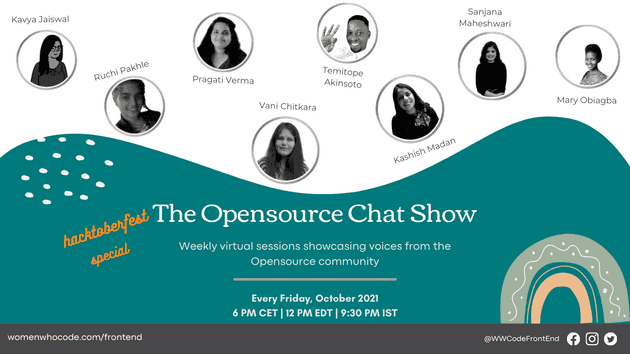 Kavya Jaiswal
Ruchi Pakhle
Pragati Verma
Vani Chitkara
Temitope
Akinsoto
Kashish Madan
Sanjana
Maheshwari
Mary Obiagba
hacktoberfest
special
The Opensource Chat Show
Weekly virtual sessions showcasing voices from the
Opensource community
Every Friday, October 2021
6 PM CET | 12 PM EDT | 9:30 PM IST
womenwhocode.com/frontend
@WWCodeFrontEnd